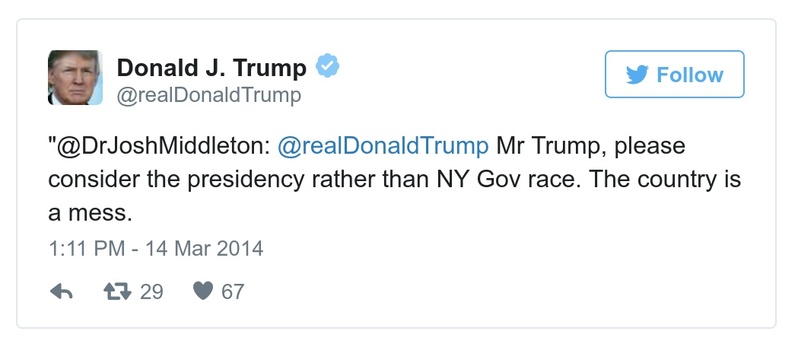 Donald J. Trump
@realDonaldTrump
Follow
"@DrJoshMiddleton: @realDonaldTrump Mr Trump, please
consider the presidency rather than NY Gov race. The country is
a mess.
1:11 PM - 14 Mar 2014
29 67